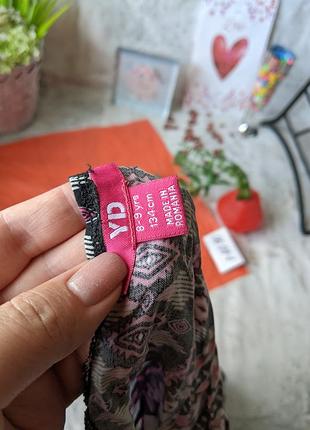 YD
8-9 yrs
134 cm
MADE IN
ROMANIA